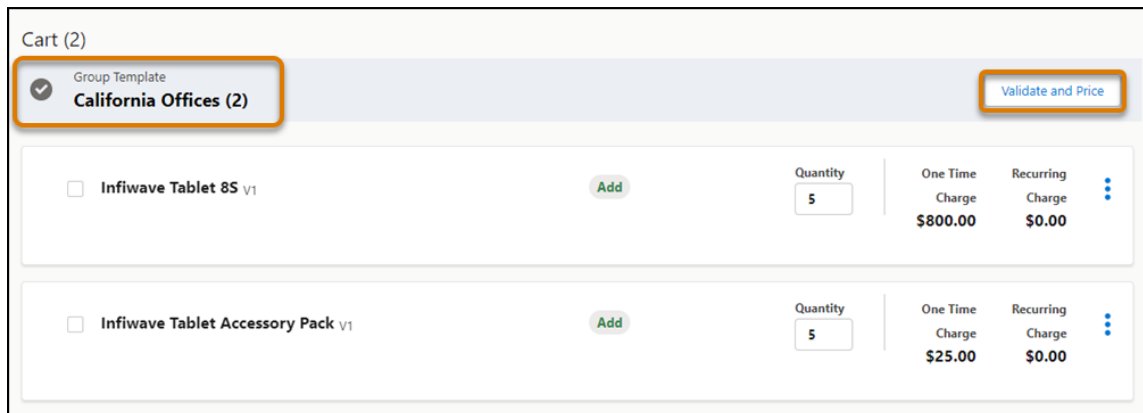 Cart (2)
Group Template
California Offices (2)
Validate and Price
Infiwave Tablet 8S V1
Add
Quantity
5
One Time
Charge
$800.00
Recurring
Charge
$0.00
Infiwave Tablet Accessory Pack V1
Add
Quantity
5
One Time
Charge
$25.00
Recurring
Charge
$0.00